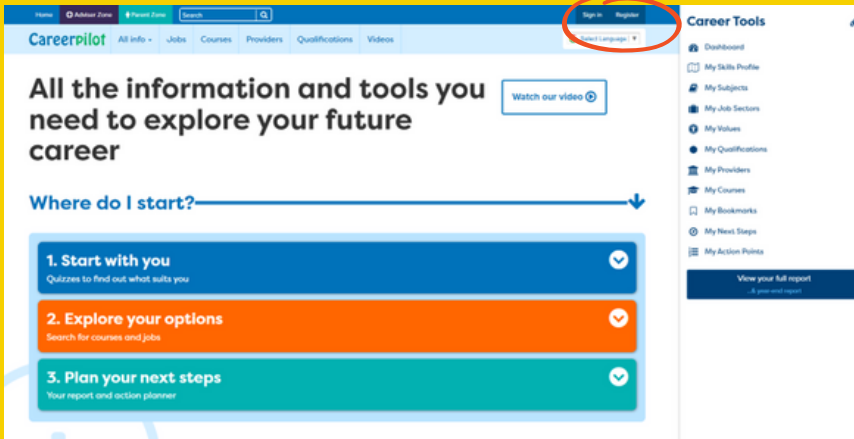 Home Adviser Zone Parent Zone Search Sign in Register
Careerpilot All info Jobs Courses Providers Qualifications Videos Select Language
All the information and tools you
need to explore your future
career
Watch our video
Where do I start?
1. Start with you
Quizzes to find out what suits you
2. Explore your options
Search for courses and jobs
3. Plan your next steps
Your report and action planner
Career Tools
Dashboard
My Skills Profile
My Subjects
My Job Sectors
My Values
My Qualifications
My Providers
My Courses
My Bookmarks
My Next Steps
My Action Points
View your full report
...& year end report